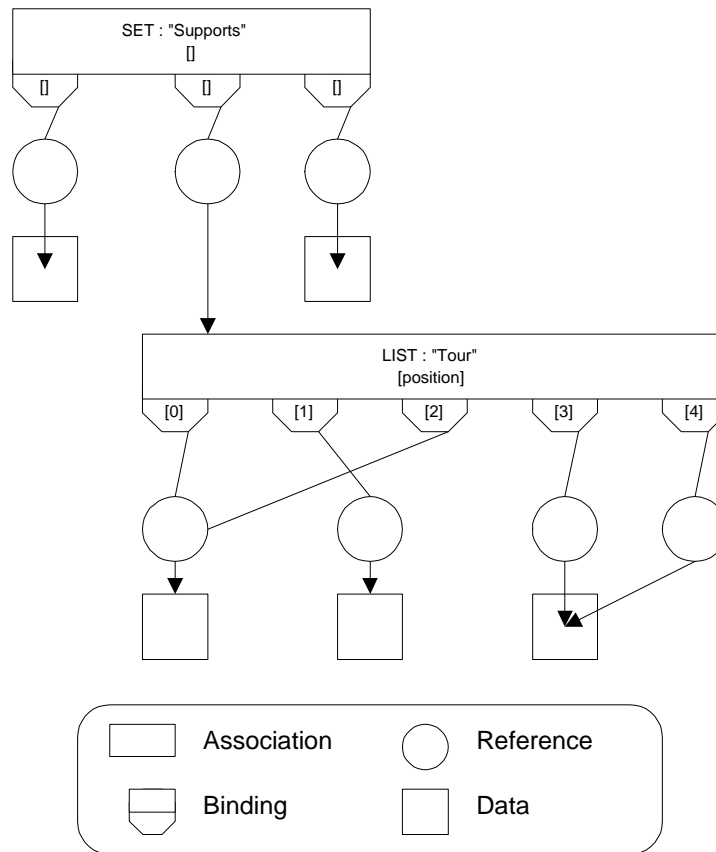 SET : "Supports"
[]
[] [] []
LIST : "Tour"
[position]
[0] [1] [2] [3] [4]
Association Reference
Binding Data